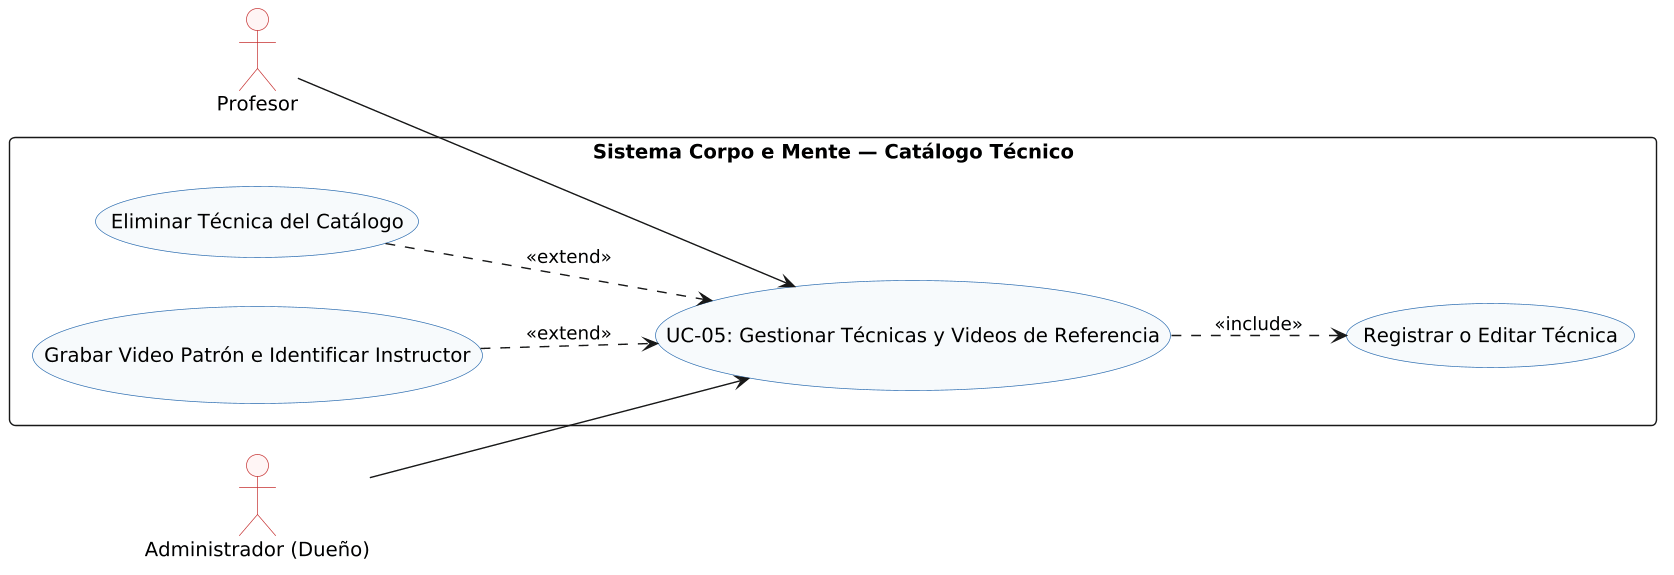 Profesor
Sistema Corpo e Mente — Catálogo Técnico
Eliminar Técnica del Catálogo
«extend»
Grabar Video Patrón e Identificar Instructor
«extend»
UC-05: Gestionar Técnicas y Videos de Referencia
«include»
Registrar o Editar Técnica
Administrador (Dueño)